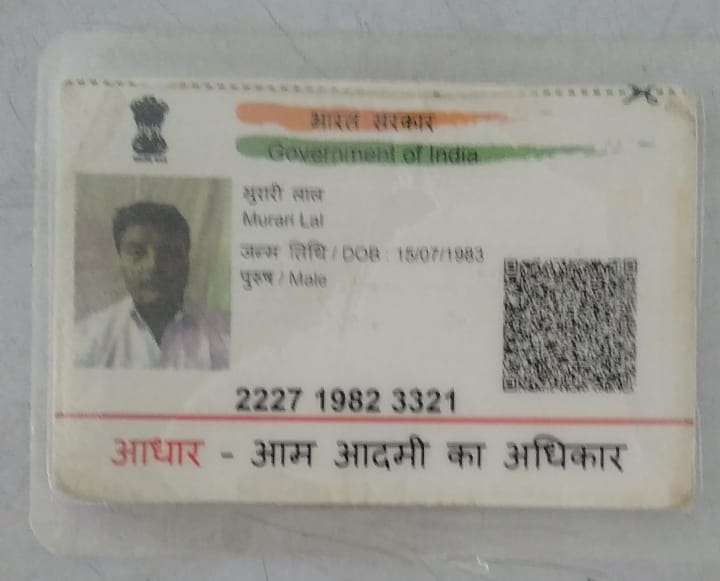 भारत सरकार
Government of India
मुरारी लाल
Murari Lal
जन्म तिथि / DOB : 15/07/1983
पुरुष / Male
2227 1982 3321
आधार - आम आदमी का अधिकार